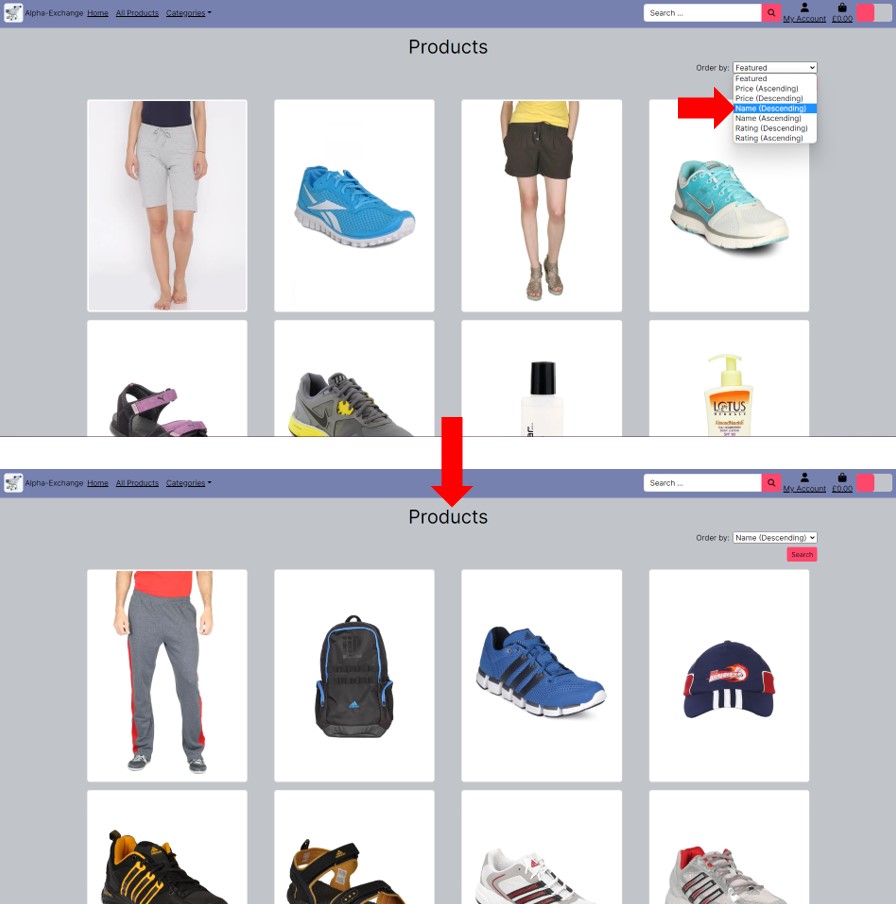 Alpha-Exchange Home All Products Categories Search ... My Account £0.00
Products
Order by: Featured
Featured
Price (Ascending)
Price (Descending)
Name (Descending)
Name (Ascending)
Rating (Descending)
Rating (Ascending)
LOTUS
HERBALS
Alpha-Exchange Home All Products Categories Search ... My Account £0.00
Products
Order by: Name (Descending)
Search